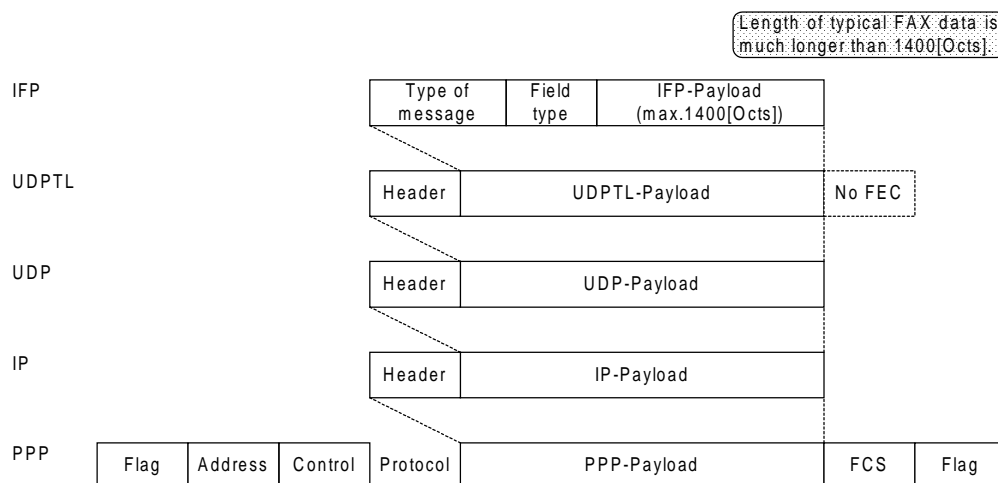 Length of typical FAX data is
much longer than 1400[Octs].
IFP
Type of
message
Field
type
IFP-Payload
(max.1400[Octs])
UDPTL
Header
UDPTL-Payload
No FEC
UDP
Header
UDP-Payload
IP
Header
IP-Payload
PPP
Flag
Address
Control
Protocol
PPP-Payload
FCS
Flag